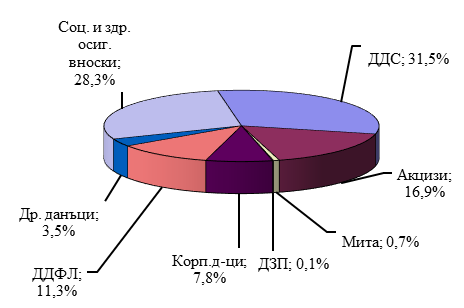 Соц. и здр.
осиг.
вноски;
28,3%
ДДС; 31,5%
Акцизи;
16,9%
Мита; 0,7%
ДЗП; 0,1%
Корп.д-ци;
7,8%
ДДФЛ;
11,3%
Др. данъци;
3,5%